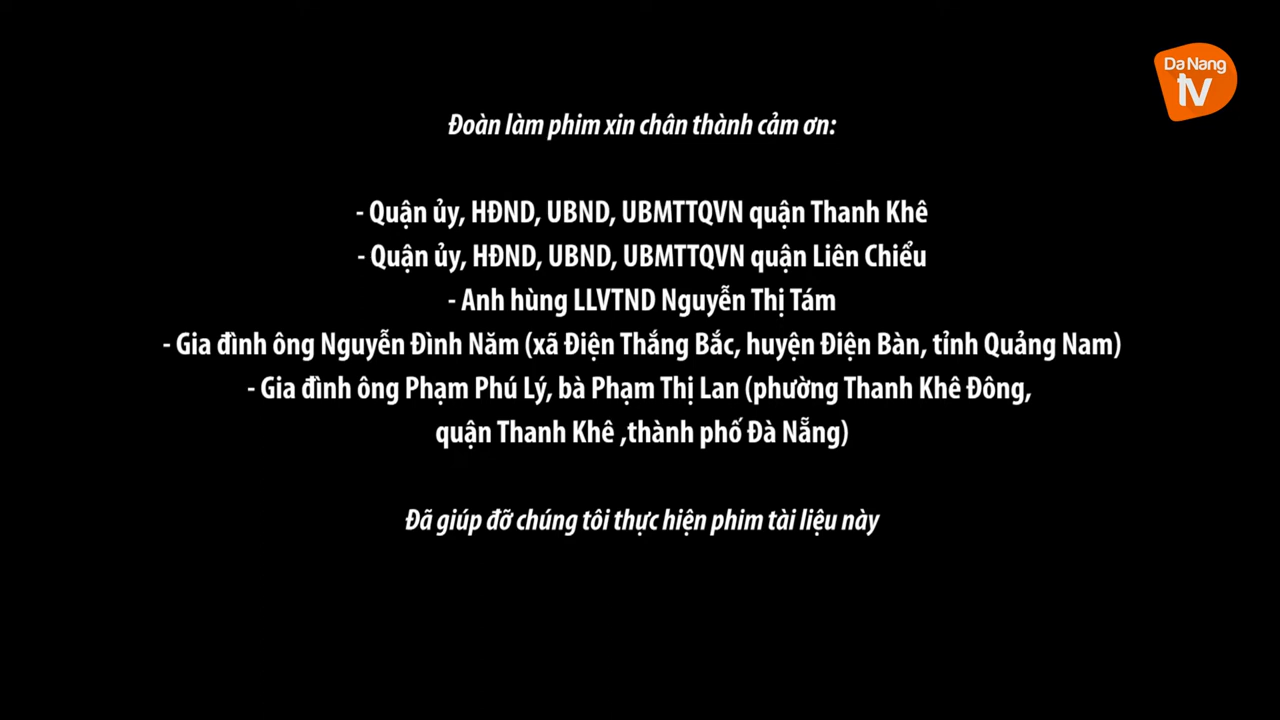 Da Nang
tv
Đoàn làm phim xin chân thành cảm ơn:
- Quận ủy, HĐND, UBND, UBMTTQVN quận Thanh Khê
- Quận ủy, HĐND, UBND, UBMTTQVN quận Liên Chiểu
- Anh hùng LLVTND Nguyễn Thị Tám
- Gia đình ông Nguyễn Đình Năm (xã Điện Thắng Bắc, huyện Điện Bàn, tỉnh Quảng Nam)
- Gia đình ông Phạm Phú Lý, bà Phạm Thị Lan (phường Thanh Khê Đông,
quận Thanh Khê ,thành phố Đà Nẵng)
Đã giúp đỡ chúng tôi thực hiện phim tài liệu này